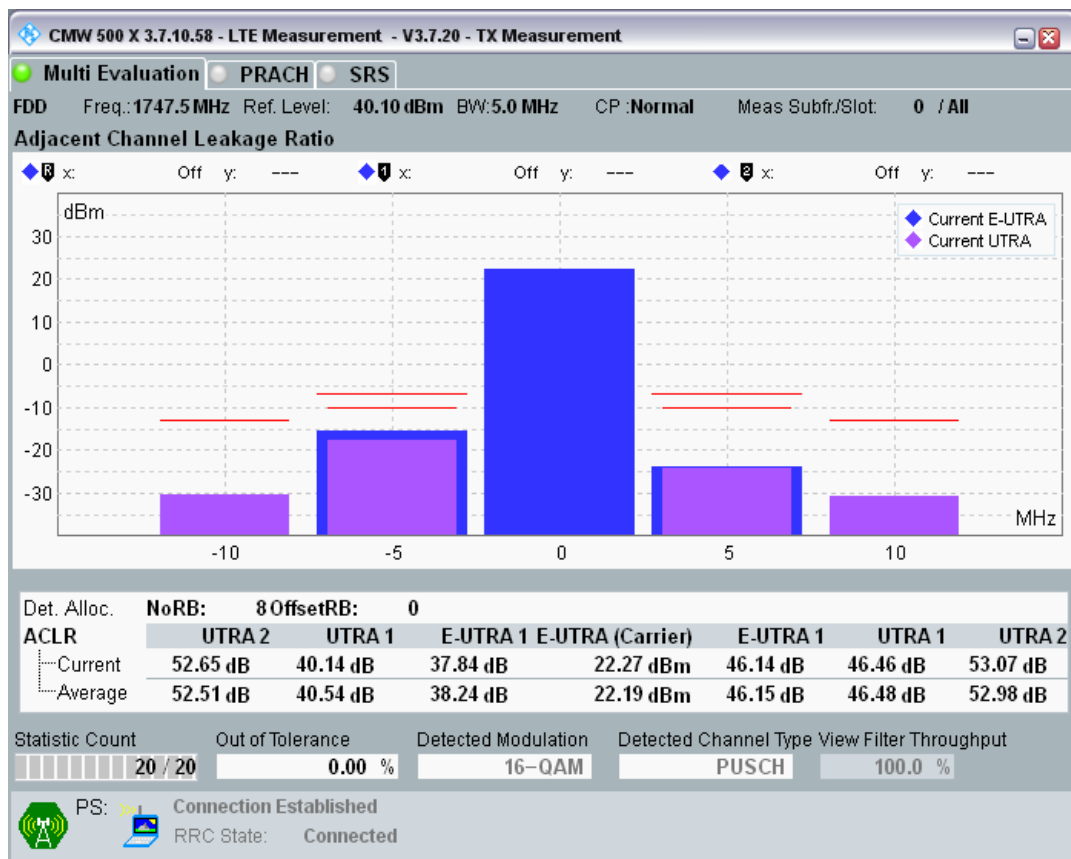 CMW 500 X 3.7.10.58 - LTE Measurement - V3.7.20 - TX Measurement
Multi Evaluation PRACH SRS
FDD Freq.:1747.5 MHz Ref. Level: 40.10 dBm BW:5.0 MHz CP :Normal Meas Subfr./Slot: 0 / All
Adjacent Channel Leakage Ratio
R x: Off y: --- 1 x: Off y: --- 2 x: Off y: ---
dBm
Current E-UTRA
Current UTRA
30
20
10
0
-10
-20
-30
MHz
-10 -5 0 5 10
Det. Alloc. NoRB: 8 OffsetRB: 0
ACLR UTRA 2 UTRA 1 E-UTRA 1 E-UTRA (Carrier) E-UTRA 1 UTRA 1 UTRA 2
Current 52.65 dB 40.14 dB 37.84 dB 22.27 dBm 46.14 dB 46.46 dB 53.07 dB
Average 52.51 dB 40.54 dB 38.24 dB 22.19 dBm 46.15 dB 46.48 dB 52.98 dB
Statistic Count Out of Tolerance Detected Modulation Detected Channel Type View Filter Throughput
20 / 20 0.00 % 16-QAM PUSCH 100.0 %
PS: Connection Established
RRC State: Connected